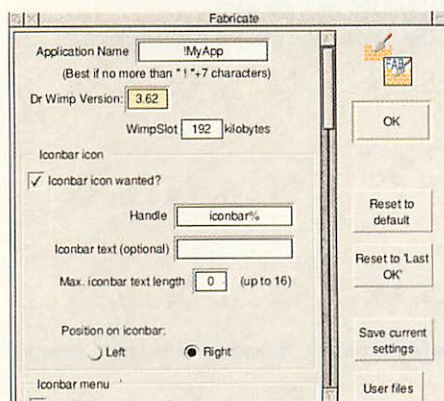 Fabricate
Application Name !MyApp
(Best if no more than "!"+7 characters)
Dr Wimp Version: 3.62
WimpSlot 192 kilobytes
Iconbar icon
Iconbar icon wanted?
Handle iconbar%
Iconbar text (optional)
Max. iconbar text length 0 (up to 16)
Position on iconbar:
Left Right
Iconbar menu
FAB
OK
Reset to
default
Reset to 'Last
OK'
Save current
settings
User files